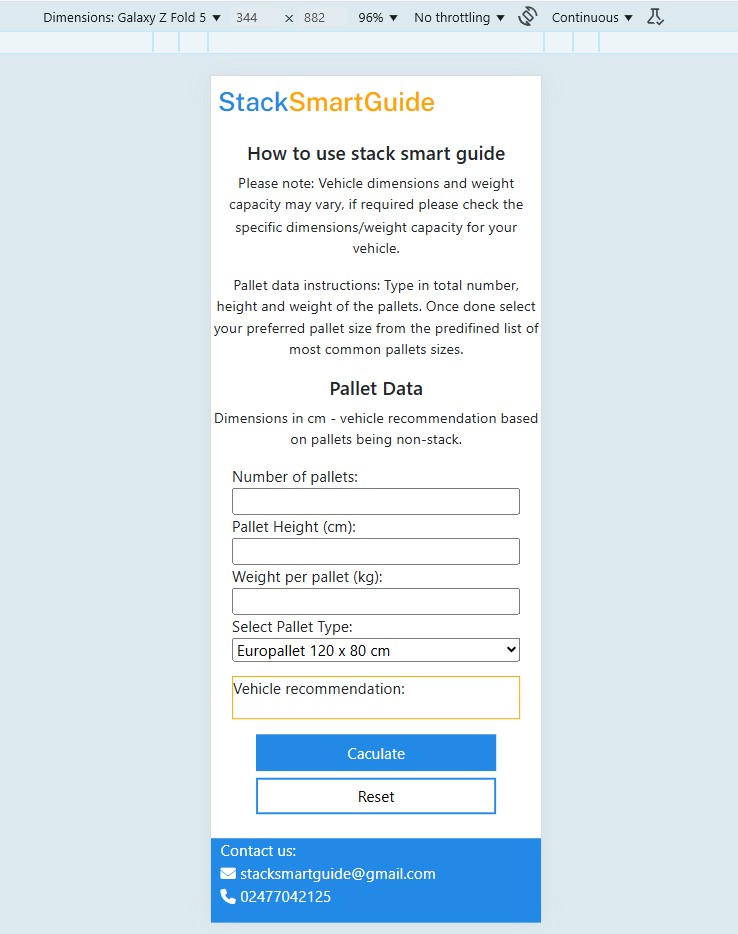 Dimensions: Galaxy Z Fold 5 ▼ 344 × 882 96% ▼ No throttling ▼ Continuous ▼
StackSmartGuide
How to use stack smart guide
Please note: Vehicle dimensions and weight
capacity may vary, if required please check the
specific dimensions/weight capacity for your
vehicle.
Pallet data instructions: Type in total number,
height and weight of the pallets. Once done select
your preferred pallet size from the predifined list of
most common pallets sizes.
Pallet Data
Dimensions in cm - vehicle recommendation based
on pallets being non-stack.
Number of pallets:
Pallet Height (cm):
Weight per pallet (kg):
Select Pallet Type:
Europallet 120 x 80 cm
Vehicle recommendation:
Caculate
Reset
Contact us:
stacksmartguide@gmail.com
02477042125